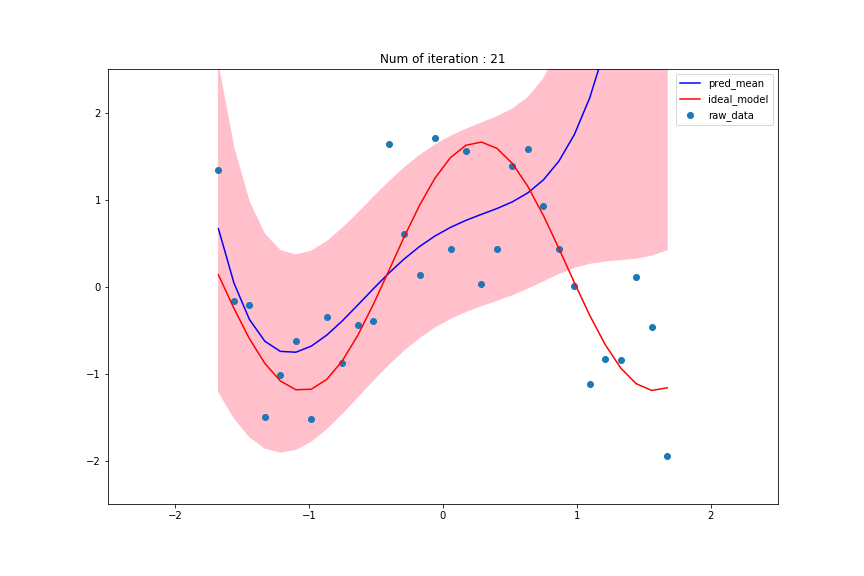 Num of iteration : 21
pred_mean
ideal_model
raw_data
2
1
0
−1
−2
−2
−1
0
1
2